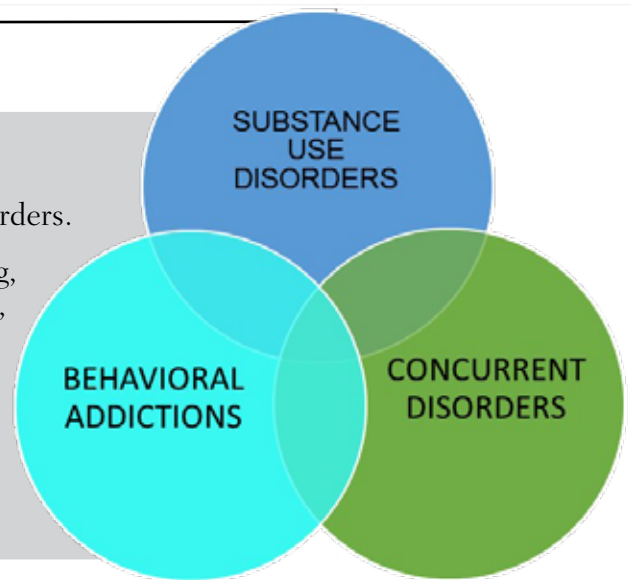 SUBSTANCE
USE
DISORDERS
rders.
g,
,
BEHAVIORAL
ADDICTIONS
CONCURRENT
DISORDERS